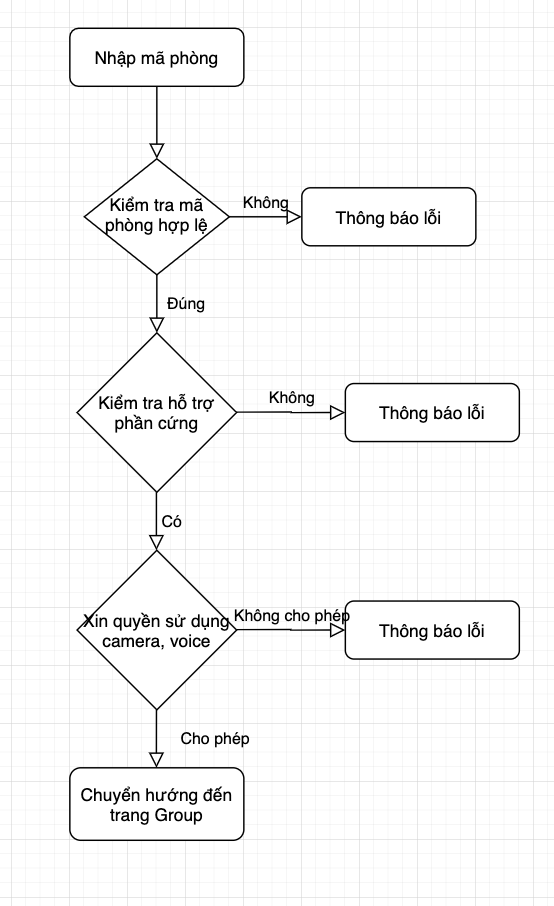 Nhập mã phòng
Kiểm tra mã
phòng hợp lệ
Không
Thông báo lỗi
Đúng
Kiểm tra hỗ trợ
phần cứng
Không
Thông báo lỗi
Có
Xin quyền sử dụng
camera, voice
Không cho phép
Thông báo lỗi
Cho phép
Chuyển hướng đến
trang Group